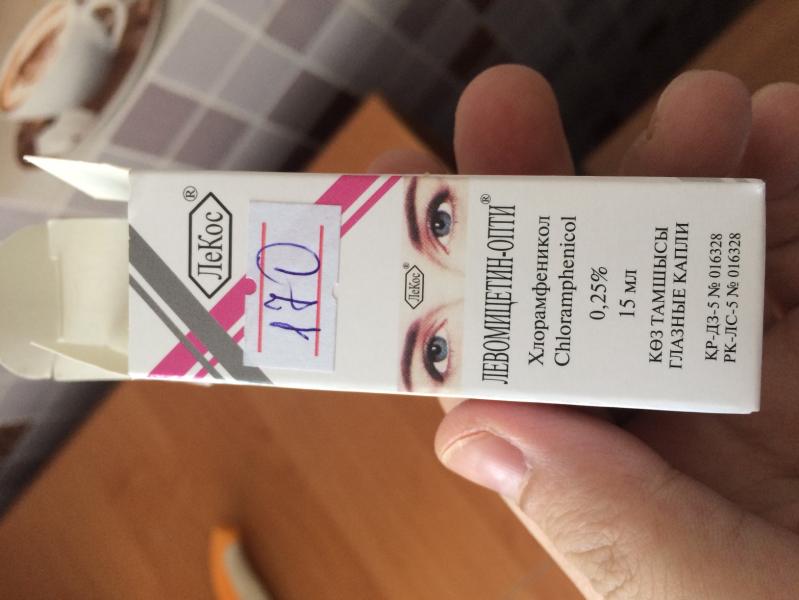 ЛеКос ®
170
ЛеКос ®
ЛЕВОМИЦЕТИН-ОПТИ®
Хлорамфеникол
Chloramphenicol
0,25%
15 мл
КӨЗ ТАМШЫСЫ
ГЛАЗНЫЕ КАПЛИ
ҚР-ДЗ-5 № 016328
РК-ЛС-5 № 016328